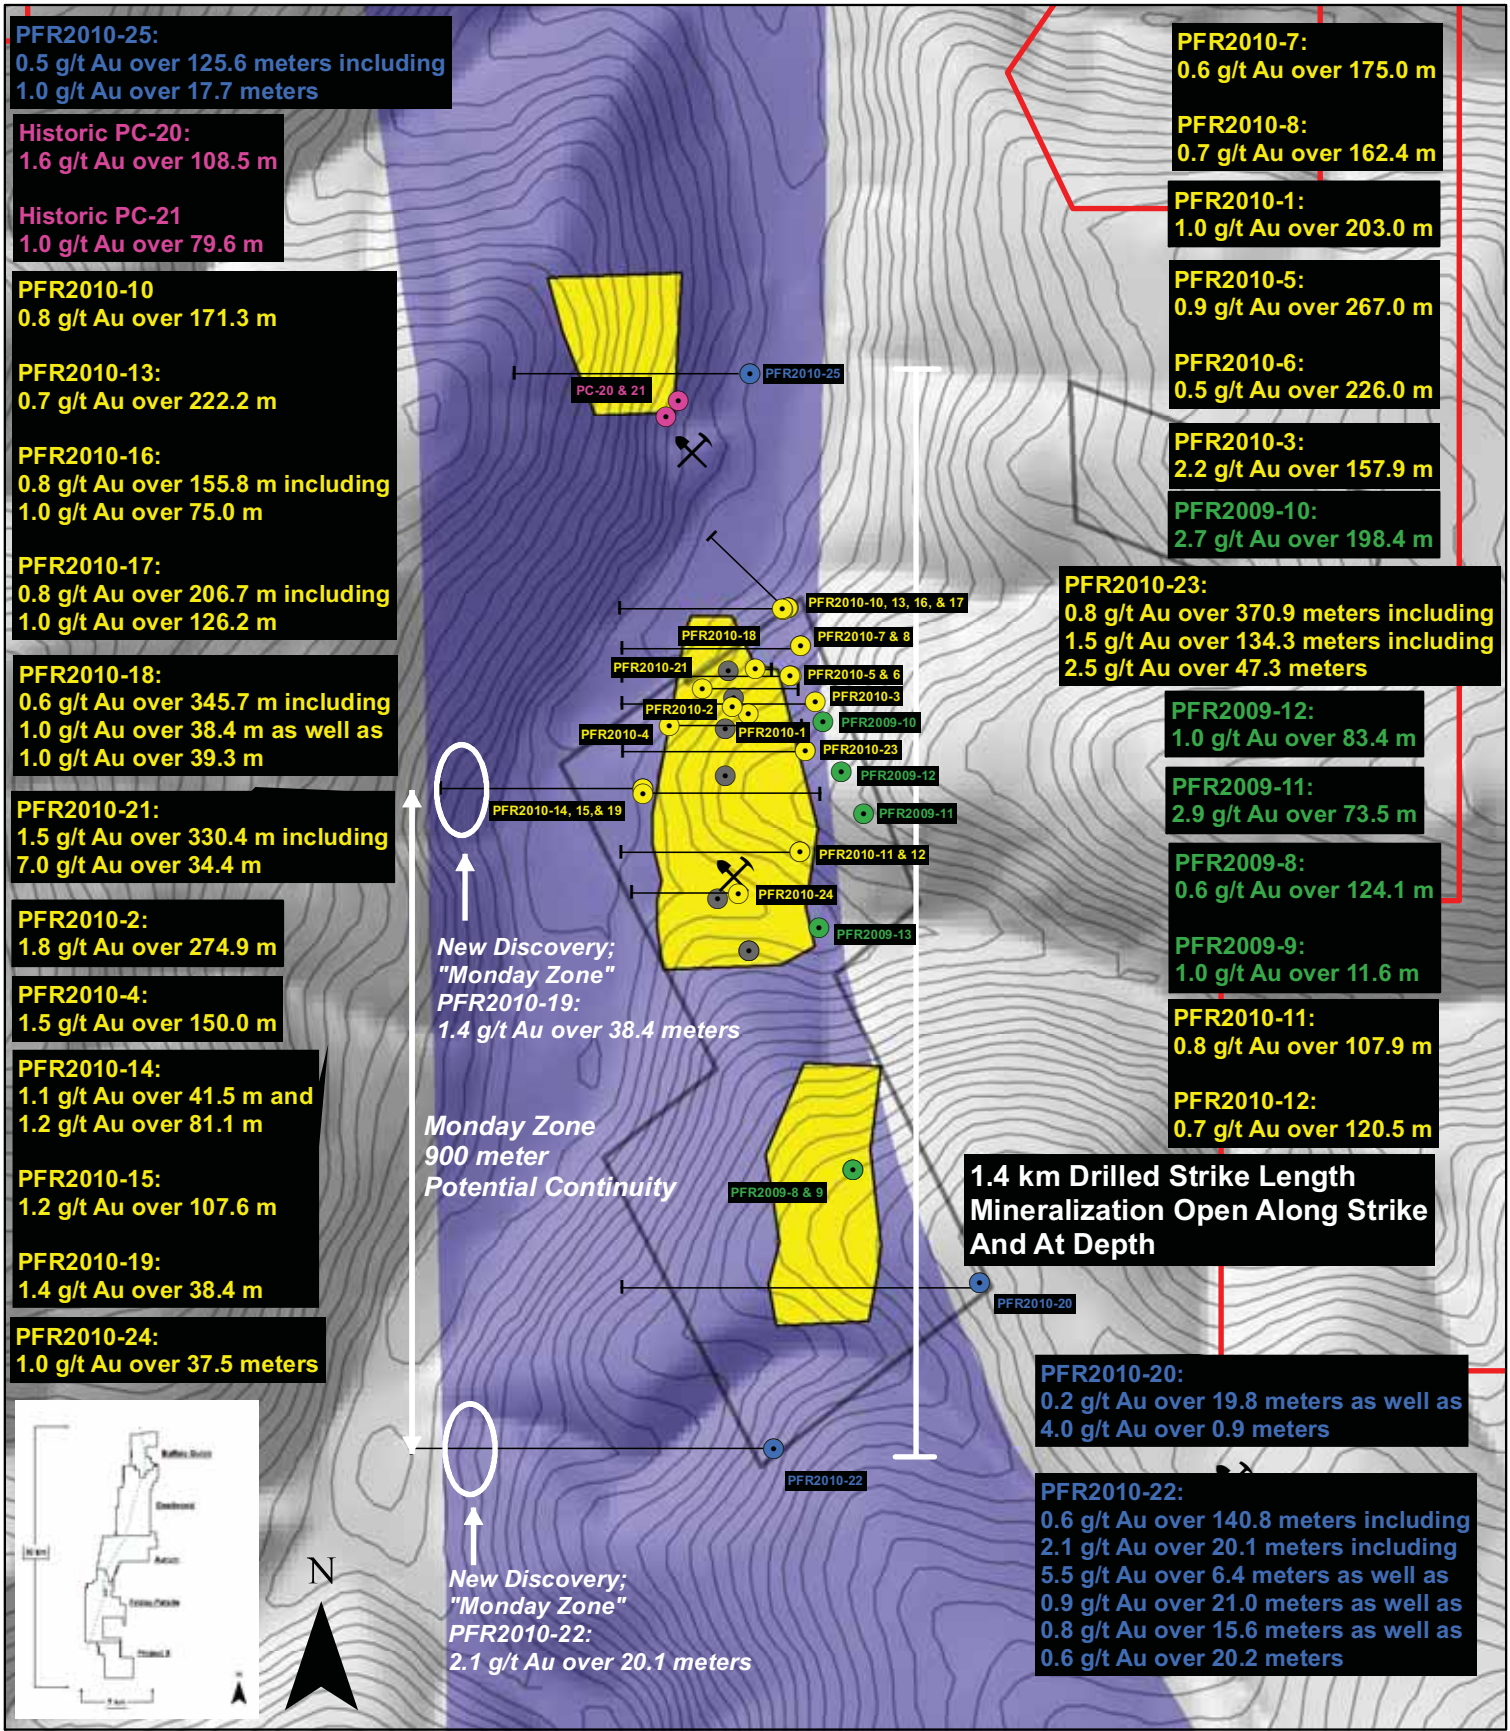 PFR2010-25:
0.5 g/t Au over 125.6 meters including
1.0 g/t Au over 17.7 meters
Historic PC-20:
1.6 g/t Au over 108.5 m
Historic PC-21
1.0 g/t Au over 79.6 m
PFR2010-10
0.8 g/t Au over 171.3 m
PFR2010-13:
0.7 g/t Au over 222.2 m
PFR2010-16:
0.8 g/t Au over 155.8 m including
1.0 g/t Au over 75.0 m
PFR2010-17:
0.8 g/t Au over 206.7 m including
1.0 g/t Au over 126.2 m
PFR2010-18:
0.6 g/t Au over 345.7 m including
1.0 g/t Au over 38.4 m as well as
1.0 g/t Au over 39.3 m
PFR2010-21:
1.5 g/t Au over 330.4 m including
7.0 g/t Au over 34.4 m
PFR2010-2:
1.8 g/t Au over 274.9 m
PFR2010-4:
1.5 g/t Au over 150.0 m
PFR2010-14:
1.1 g/t Au over 41.5 m and
1.2 g/t Au over 81.1 m
PFR2010-15:
1.2 g/t Au over 107.6 m
PFR2010-19:
1.4 g/t Au over 38.4 m
PFR2010-24:
1.0 g/t Au over 37.5 meters
N
PFR2010-25
PC-20 & 21
PFR2010-10, 13, 16, & 17
PFR2010-18
PFR2010-7 & 8
PFR2010-21
PFR2010-5 & 6
PFR2010-3
PFR2010-2
PFR2009-10
PFR2010-4
PFR2010-1
PFR2010-23
PFR2009-12
PFR2010-14, 15,& 19
PFR2009-11
PFR2010-11 & 12
PFR2010-24
PFR2009-13
New Discovery;
"Monday Zone"
PFR2010-19:
1.4 g/t Au over 38.4 meters
Monday Zone
900 meter
Potential Continuity
PFR2009-8 & 9
PFR2010-20
PFR2010-22
New Discovery;
"Monday Zone"
PFR2010-22:
2.1 g/t Au over 20.1 meters
PFR2010-7:
0.6 g/t Au over 175.0 m
PFR2010-8:
0.7 g/t Au over 162.4 m
PFR2010-1:
1.0 g/t Au over 203.0 m
PFR2010-5:
0.9 g/t Au over 267.0 m
PFR2010-6:
0.5 g/t Au over 226.0 m
PFR2010-3:
2.2 g/t Au over 157.9 m
PFR2009-10:
2.7 g/t Au over 198.4 m
PFR2010-23:
0.8 g/t Au over 370.9 meters including
1.5 g/t Au over 134.3 meters including
2.5 g/t Au over 47.3 meters
PFR2009-12:
1.0 g/t Au over 83.4 m
PFR2009-11:
2.9 g/t Au over 73.5 m
PFR2009-8:
0.6 g/t Au over 124.1 m
PFR2009-9:
1.0 g/t Au over 11.6 m
PFR2010-11:
0.8 g/t Au over 107.9 m
PFR2010-12:
0.7 g/t Au over 120.5 m
1.4 km Drilled Strike Length
Mineralization Open Along Strike
And At Depth
PFR2010-20:
0.2 g/t Au over 19.8 meters as well as
4.0 g/t Au over 0.9 meters
PFR2010-22:
0.6 g/t Au over 140.8 meters including
2.1 g/t Au over 20.1 meters including
5.5 g/t Au over 6.4 meters as well as
0.9 g/t Au over 21.0 meters as well as
0.8 g/t Au over 15.6 meters as well as
0.6 g/t Au over 20.2 meters